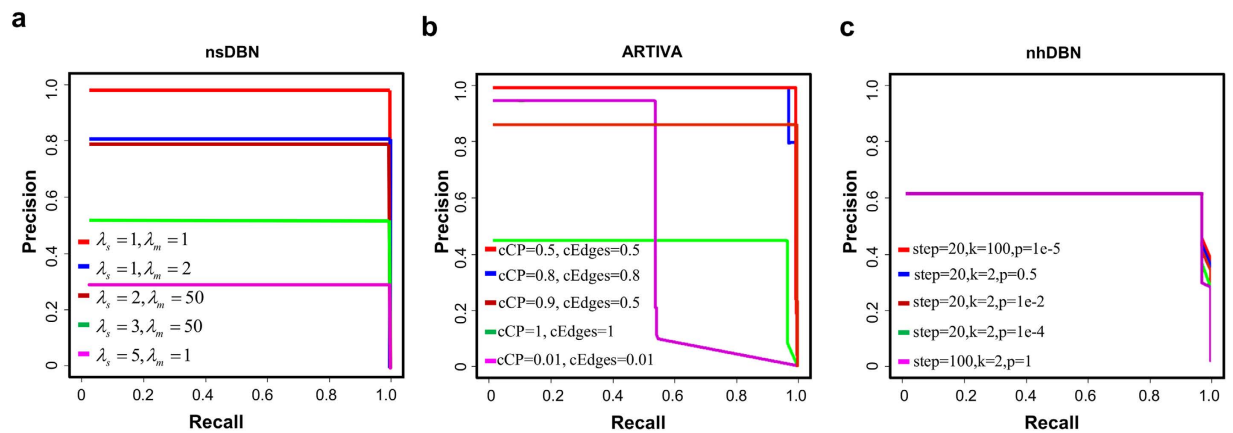 a
nsDBN
Precision
1.0
0.8
0.6
0.4
0.2
0
λs = 1, λm = 1
λs = 1, λm = 2
λs = 2, λm = 50
λs = 3, λm = 50
λs = 5, λm = 1
0 0.2 0.4 0.6 0.8 1.0
Recall
b
ARTIVA
Precision
1.0
0.8
0.6
0.4
0.2
0
cCP=0.5, cEdges=0.5
cCP=0.8, cEdges=0.8
cCP=0.9, cEdges=0.5
cCP=1, cEdges=1
cCP=0.01, cEdges=0.01
0 0.2 0.4 0.6 0.8 1.0
Recall
c
nhDBN
Precision
1.0
0.8
0.6
0.4
0.2
0
step=20,k=100,p=1e-5
step=20,k=2,p=0.5
step=20,k=2,p=1e-2
step=20,k=2,p=1e-4
step=100,k=2,p=1
0 0.2 0.4 0.6 0.8 1.0
Recall